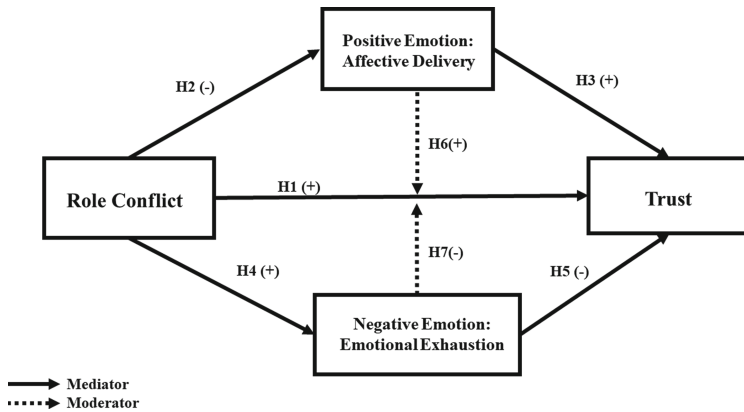 Positive Emotion:
Affective Delivery
H2 (-)
H3 (+)
H6(+)
Role Conflict
H1 (+)
Trust
H4 (+)
H7(-)
H5 (-)
Negative Emotion:
Emotional Exhaustion
Mediator
Moderator